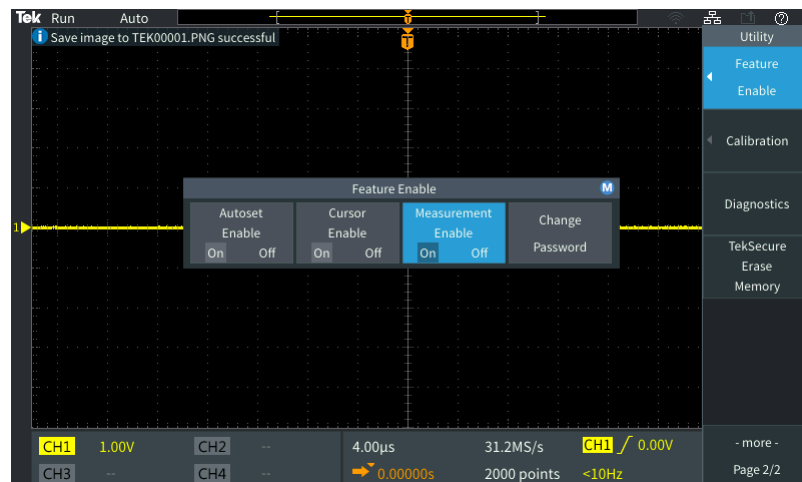 Tek Run Auto
T
Save image to TEK00001.PNG successful
T
Utility
Feature
Enable
Calibration
Diagnostics
TekSecure
Erase
Memory
- more -
Page 2/2
Feature Enable
M
Autoset
Enable
On Off
Cursor
Enable
On Off
Measurement
Enable
On Off
Change
Password
1
CH1 1.00V CH2 -- 4.00µs 31.2MS/s CH1 0.00V
CH3 -- CH4 -- 0.00000s 2000 points <10Hz